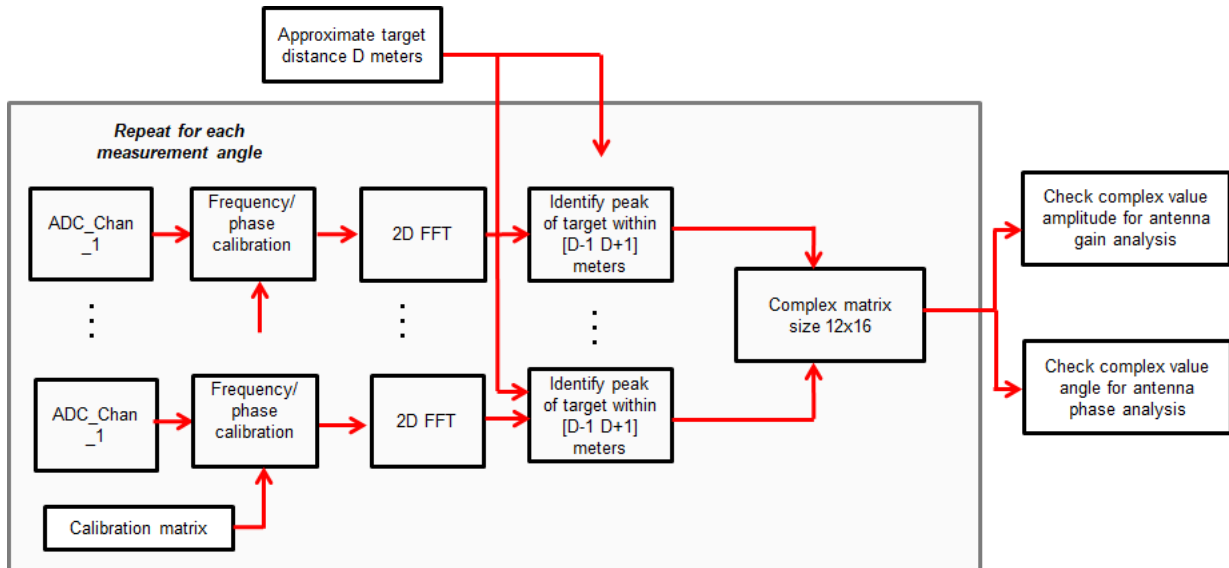 Approximate target
distance D meters
Repeat for each
measurement angle
ADC_Chan
_1
Frequency/
phase
calibration
2D FFT
Identify peak
of target within
[D-1 D+1]
meters
Complex matrix
size 12x16
Check complex value
amplitude for antenna
gain analysis
ADC_Chan
_1
Frequency/
phase
calibration
2D FFT
Identify peak
of target within
[D-1 D+1]
meters
Check complex value
angle for antenna
phase analysis
Calibration matrix